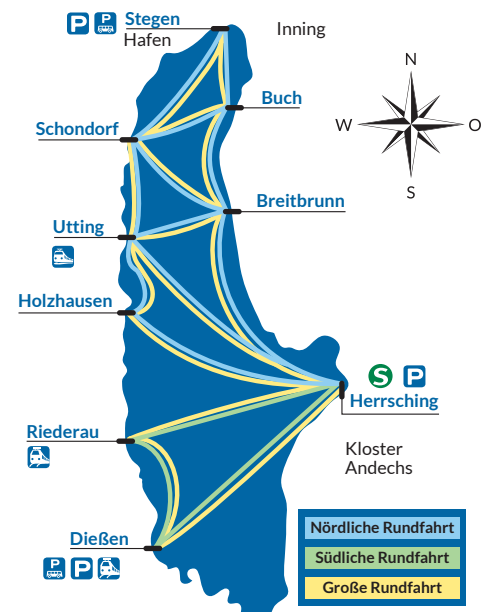 P P Stegen
Hafen
Inning
N
W O
S
Buch
Schondorf
Breitbrunn
Utting
Holzhausen
S P
Herrsching
Riederau
Kloster
Andechs
Dießen
P P
Nördliche Rundfahrt
Südliche Rundfahrt
Große Rundfahrt